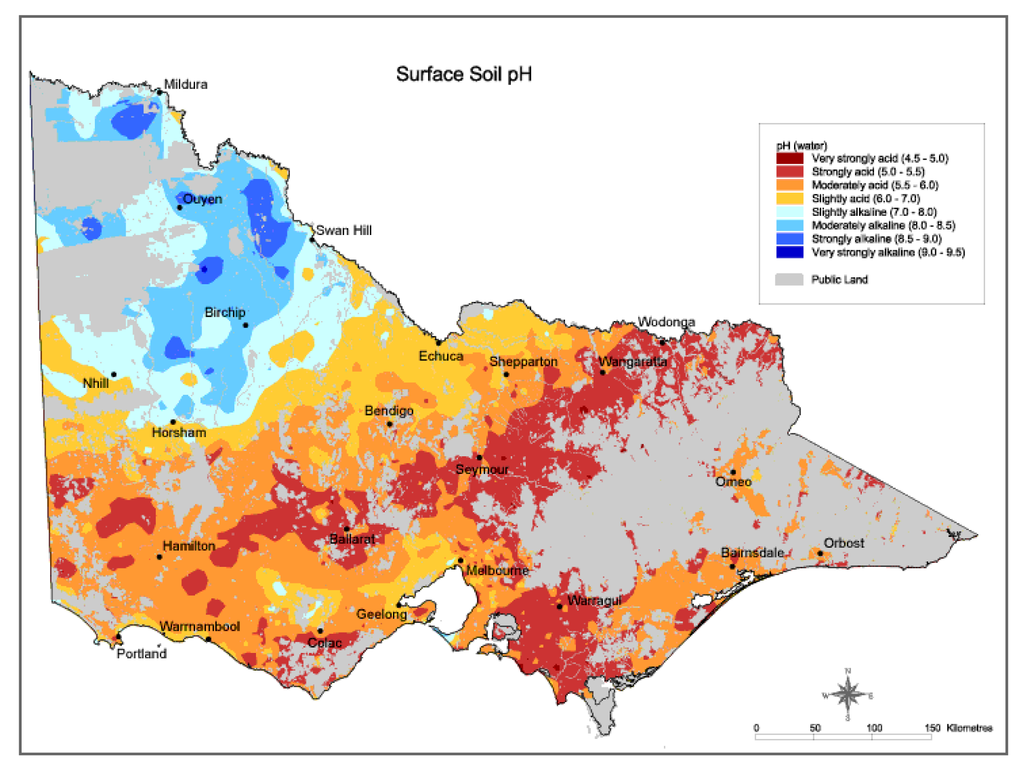 Surface Soil pH
Mildura
pH (water)
Very strongly acid (4.5 - 5.0)
Strongly acid (5.0 - 5.5)
Moderately acid (5.5 - 6.0)
Slightly acid (6.0 - 7.0)
Slightly alkaline (7.0 - 8.0)
Moderately alkaline (8.0 - 8.5)
Strongly alkaline (8.5 - 9.0)
Very strongly alkaline (9.0 - 9.5)
Public Land
Ouyen
Swan Hill
Birchip
Wodonga
Echuca
Shepparton
Wangaratta
Nhill
Bendigo
Horsham
Seymour
Omeo
Ballarat
Hamilton
Orbost
Bairnsdale
Melbourne
Warragul
Geelong
Warrnambool
Colac
Portland
N
W
S
0 50 100 150 Kilometres